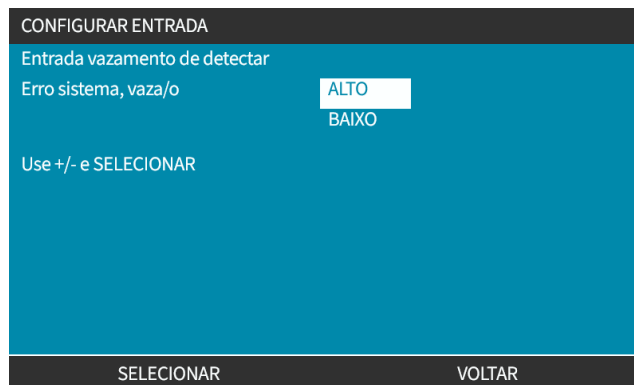 CONFIGURAR ENTRADA
Entrada vazamento de detectar
Erro sistema, vaza/o ALTO
BAIXO
Use +/- e SELECIONAR
SELECIONAR VOLTAR